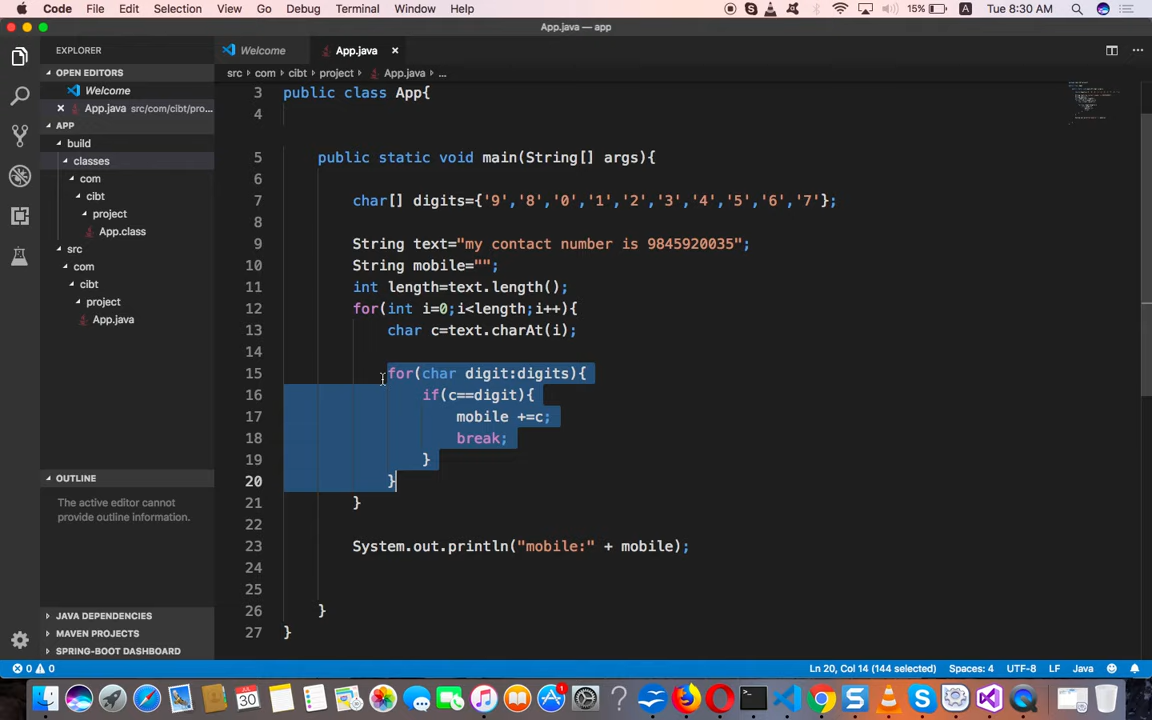 Code File Edit Selection View Go Debug Terminal Window Help 15% A Tue 8:30 AM
App.java — app
EXPLORER
Welcome App.java
OPEN EDITORS
Welcome
App.java src/com/cibt/pro...
APP
build
classes
com
cibt
project
App.class
src
com
cibt
project
App.java
OUTLINE
The active editor cannot
provide outline information.
JAVA DEPENDENCIES
MAVEN PROJECTS
SPRING-BOOT DASHBOARD
src › com › cibt › project › App.java › ...
3 public class App{
4
5 public static void main(String[] args){
6
7 char[] digits={'9','8','0','1','2','3','4','5','6','7'};
8
9 String text="my contact number is 9845920035";
10 String mobile="";
11 int length=text.length();
12 for(int i=0;i<length;i++){
13 char c=text.charAt(i);
14
15 for(char digit:digits){
16 if(c==digit){
17 mobile +=c;
18 break;
19 }
20 }
21 }
22
23 System.out.println("mobile:" + mobile);
24
25
26 }
27 }
0 0 Ln 20, Col 14 (144 selected) Spaces: 4 UTF-8 LF Java
JUL
30
1